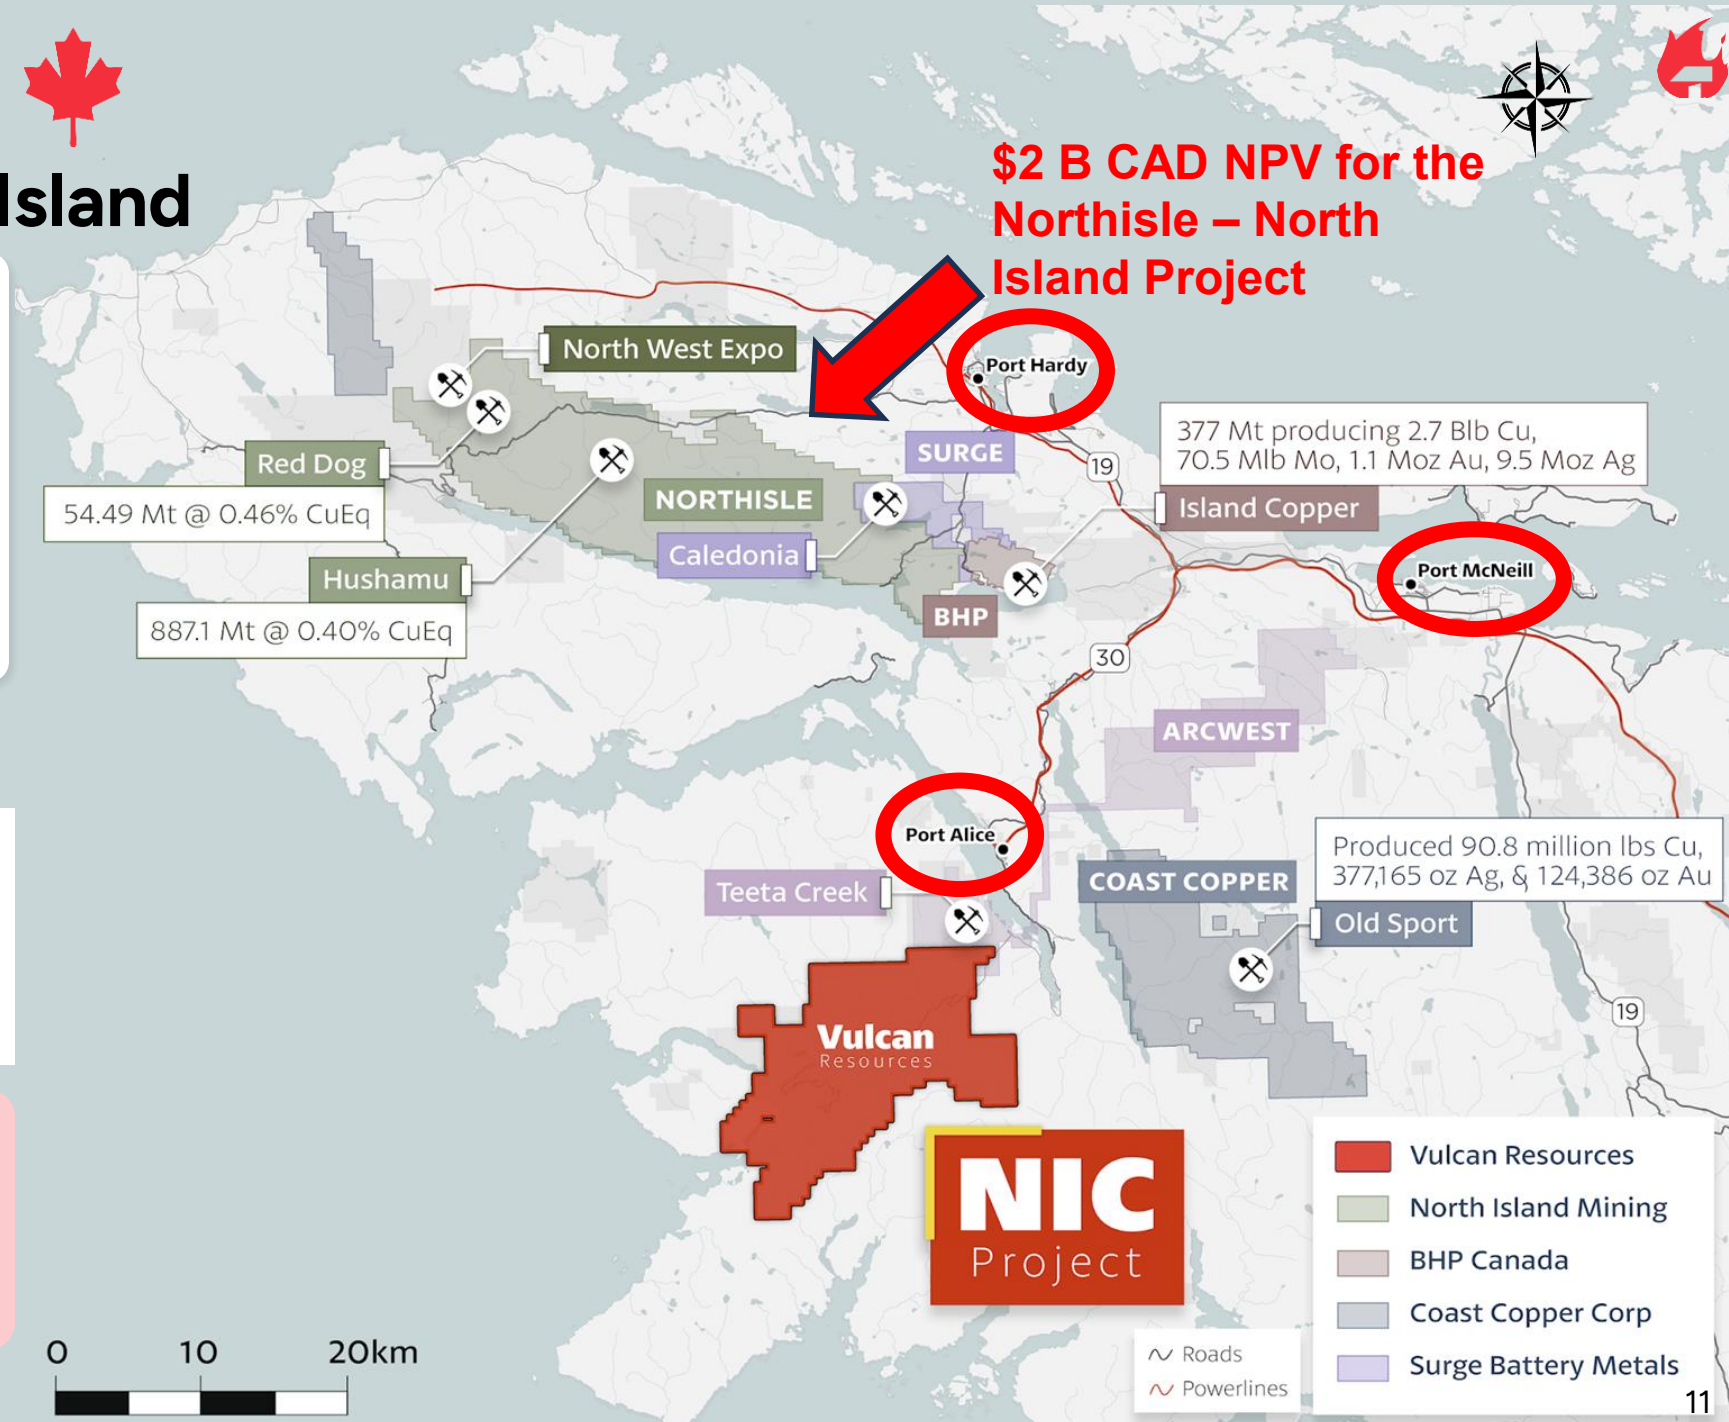 Island
$2 B CAD NPV for the
Northisle – North
Island Project
North West Expo
Port Hardy
SURGE
19
377 Mt producing 2.7 Blb Cu,
70.5 Mlb Mo, 1.1 Moz Au, 9.5 Moz Ag
Island Copper
Red Dog
54.49 Mt @ 0.46% CuEq
NORTHISLE
Caledonia
Hushamu
887.1 Mt @ 0.40% CuEq
BHP
Port McNeill
30
ARCWEST
Port Alice
Teeta Creek
COAST COPPER
Produced 90.8 million lbs Cu,
377,165 oz Ag, & 124,386 oz Au
Old Sport
19
Vulcan
Resources
NIC
Project
Vulcan Resources
North Island Mining
BHP Canada
Coast Copper Corp
Surge Battery Metals
Roads
Powerlines
0 10 20km
11